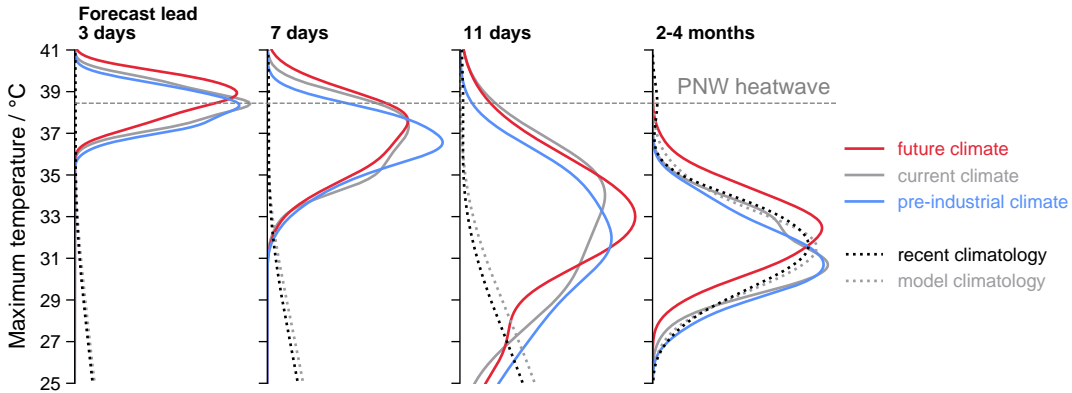 Forecast lead
3 days
7 days
11 days
2-4 months
Maximum temperature / °C
41
39
37
35
33
31
29
27
25
PNW heatwave
future climate
current climate
pre-industrial climate
recent climatology
model climatology